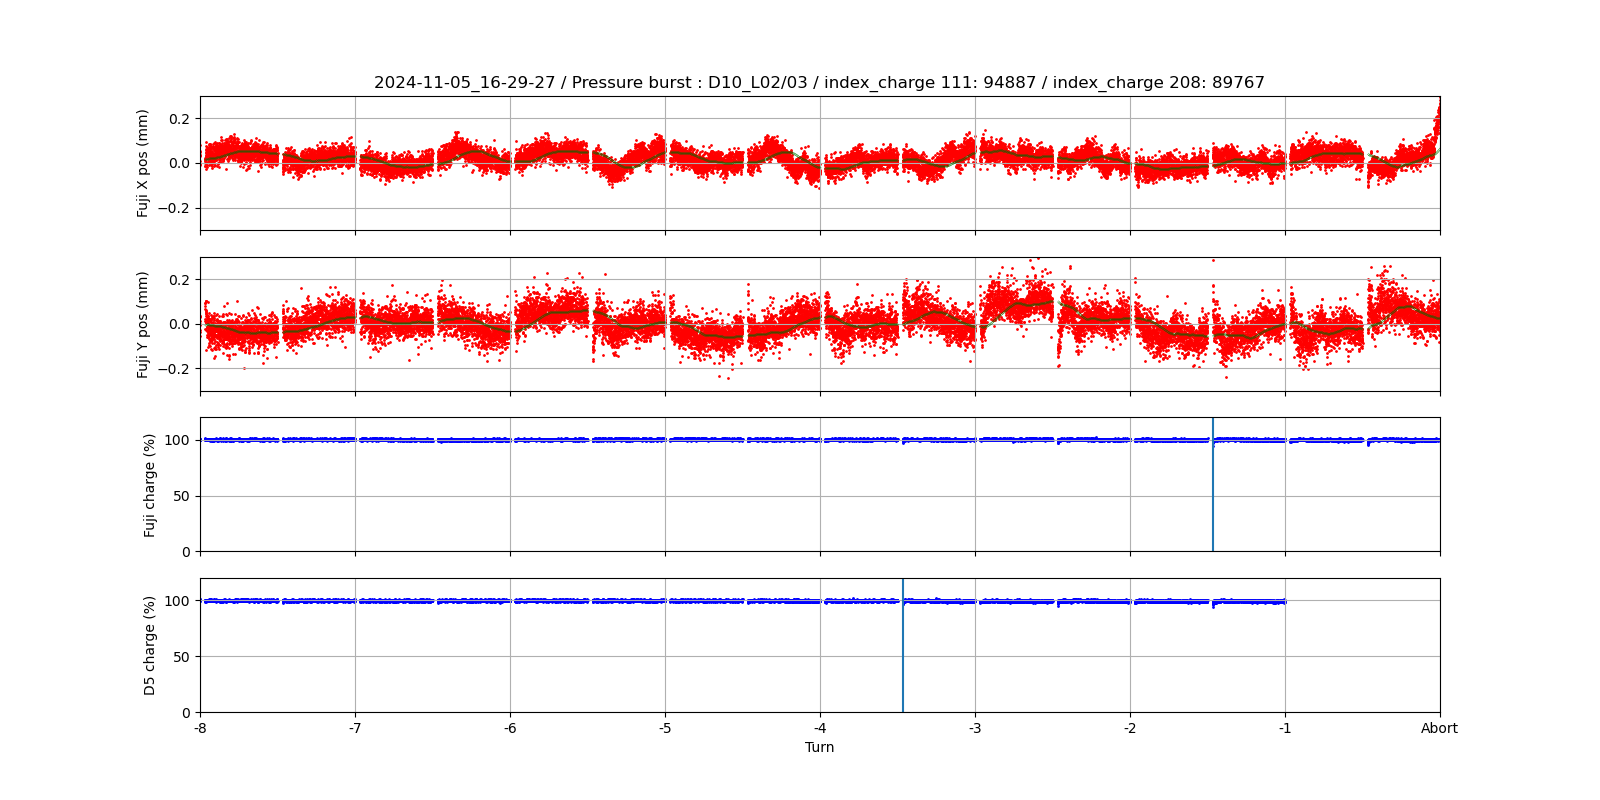 2024-11-05_16-29-27 / Pressure burst : D10_L02/03 / index_charge 111: 94887 / index_charge 208: 89767
Fuji X pos (mm)
0.2
0.0
−0.2
Fuji Y pos (mm)
0.2
0.0
−0.2
Fuji charge (%)
100
50
0
D5 charge (%)
100
50
0
-8 -7 -6 -5 -4 -3 -2 -1 Abort
Turn